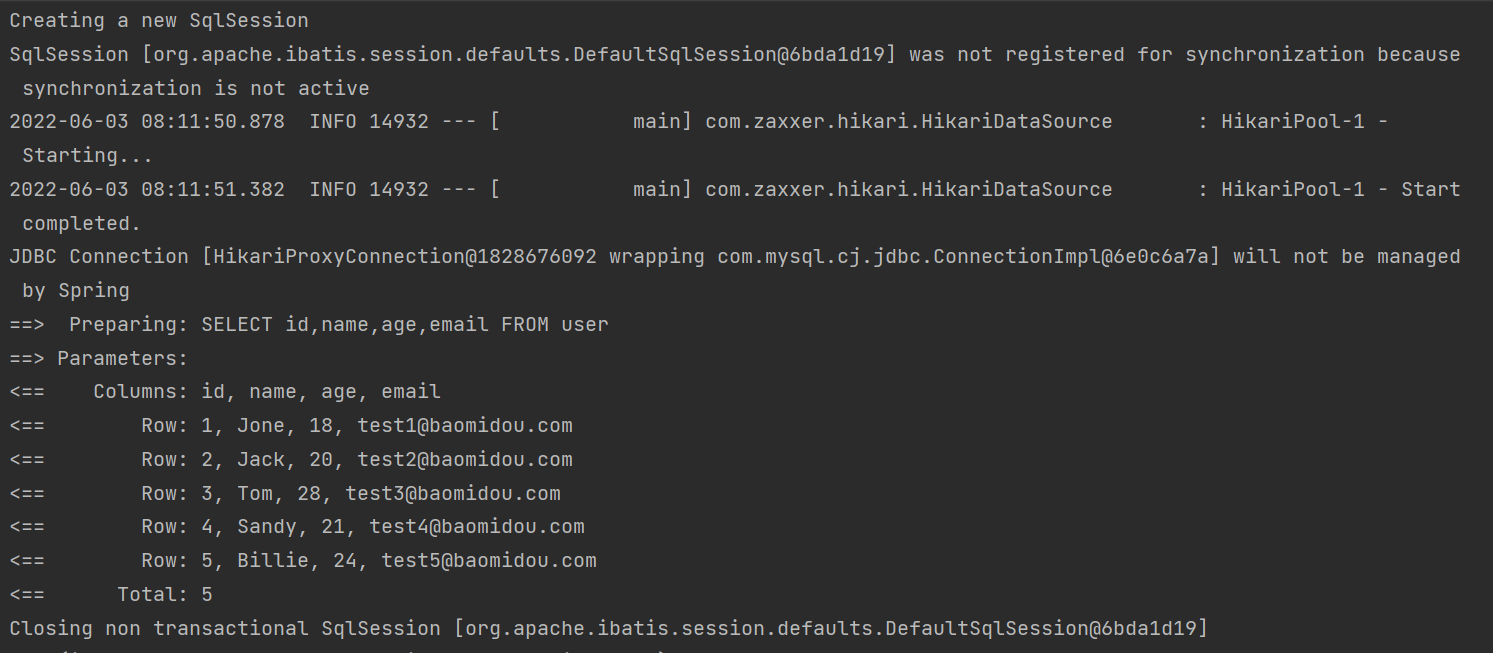 Creating a new SqlSession
SqlSession [org.apache.ibatis.session.defaults.DefaultSqlSession@6bda1d19] was not registered for synchronization because
 synchronization is not active
2022-06-03 08:11:50.878  INFO 14932 --- [           main] com.zaxxer.hikari.HikariDataSource       : HikariPool-1 -
 Starting...
2022-06-03 08:11:51.382  INFO 14932 --- [           main] com.zaxxer.hikari.HikariDataSource       : HikariPool-1 - Start
 completed.
JDBC Connection [HikariProxyConnection@1828676092 wrapping com.mysql.cj.jdbc.ConnectionImpl@6e0c6a7a] will not be managed
 by Spring
==>  Preparing: SELECT id,name,age,email FROM user
==> Parameters:
<==    Columns: id, name, age, email
<==        Row: 1, Jone, 18, test1@baomidou.com
<==        Row: 2, Jack, 20, test2@baomidou.com
<==        Row: 3, Tom, 28, test3@baomidou.com
<==        Row: 4, Sandy, 21, test4@baomidou.com
<==        Row: 5, Billie, 24, test5@baomidou.com
<==      Total: 5
Closing non transactional SqlSession [org.apache.ibatis.session.defaults.DefaultSqlSession@6bda1d19]